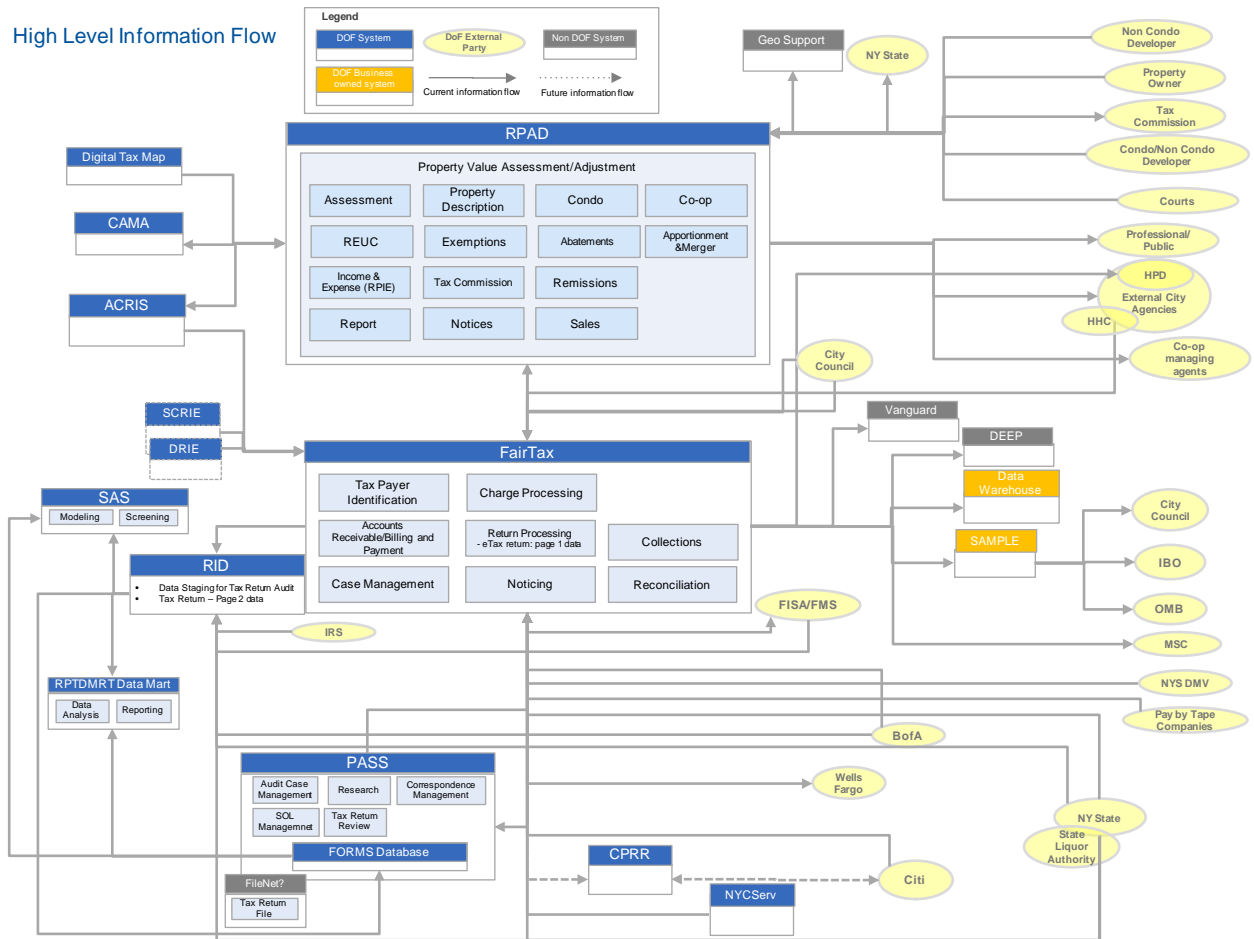 High Level Information Flow
Legend
DOF System
DoF External
Party
Non DOF System
DOF Business
owned system
Current information flow
Future information flow
Geo Support
NY State
Non Condo
Developer
Property
Owner
Tax
Commission
Condo/Non Condo
Developer
Courts
Professional/
Public
HPD
External City
Agencies
HHC
Co-op
managing
agents
RPAD
Property Value Assessment/Adjustment
Assessment
Property
Description
Condo
Co-op
REUC
Exemptions
Abatements
Apportionment
&Merger
Income &
Expense (RPIE)
Tax Commission
Remissions
Report
Notices
Sales
Digital Tax Map
CAMA
ACRIS
City
Council
SCRIE
DRIE
Vanguard
DEEP
Data
Warehouse
SAMPLE
City
Council
IBO
OMB
MSC
FairTax
Tax Payer
Identification
Charge Processing
Accounts
Receivable/Billing and
Payment
Return Processing
- eTax return: page 1 data
Collections
Case Management
Noticing
Reconciliation
SAS
Modeling
Screening
RID
• Data Staging for Tax Return Audit
• Tax Return – Page 2 data
IRS
FISA/FMS
NYS DMV
Pay by Tape
Companies
RPTDMRT Data Mart
Data
Analysis
Reporting
BofA
PASS
Audit Case
Management
Research
Correspondence
Management
SOL
Managemnet
Tax Return
Review
FORMS Database
Wells
Fargo
NY State
State
Liquor
Authority
FileNet?
Tax Return
File
CPRR
Citi
NYCServ